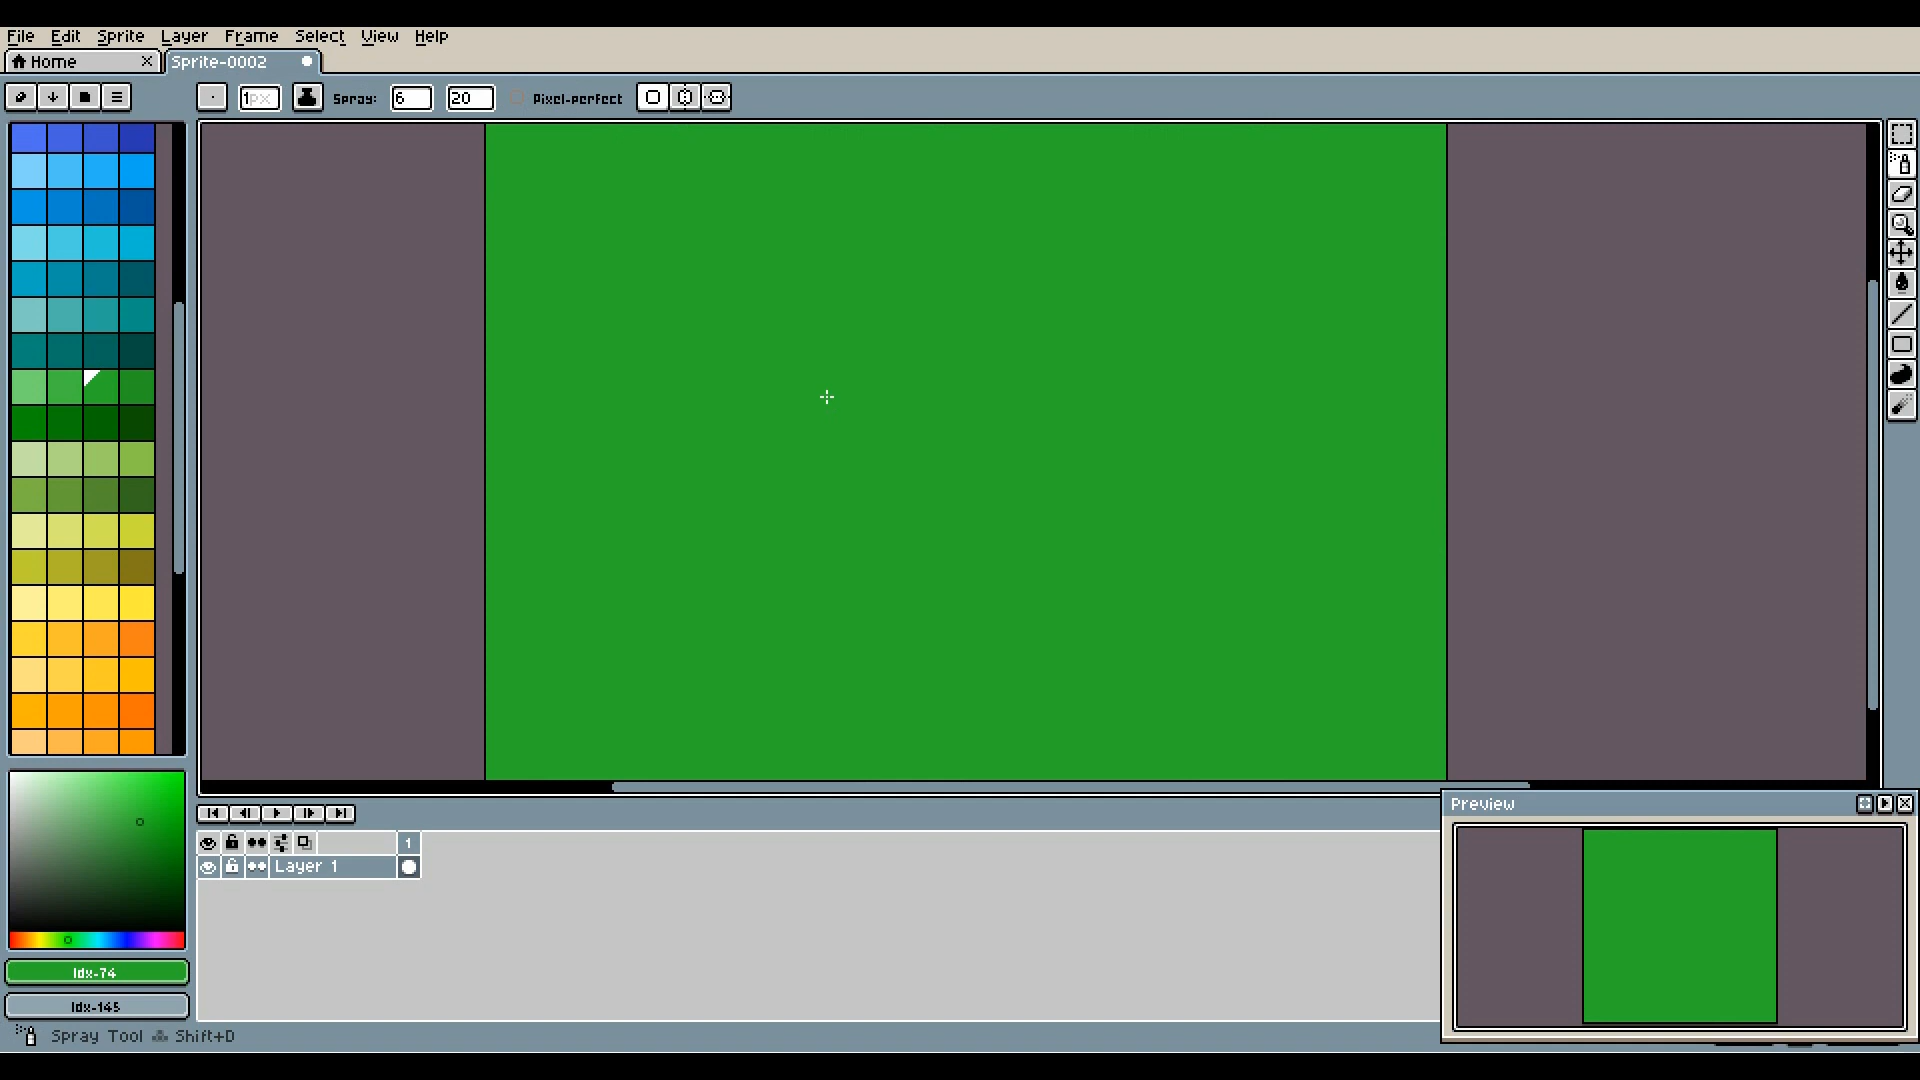 File Edit Sprite Layer Frame Select View Help
Home Sprite-0002
1px Spray: 6 20 Pixel-perfect
1
Layer 1
Preview
Idx-74
Idx-145
Spray Tool Shift+D